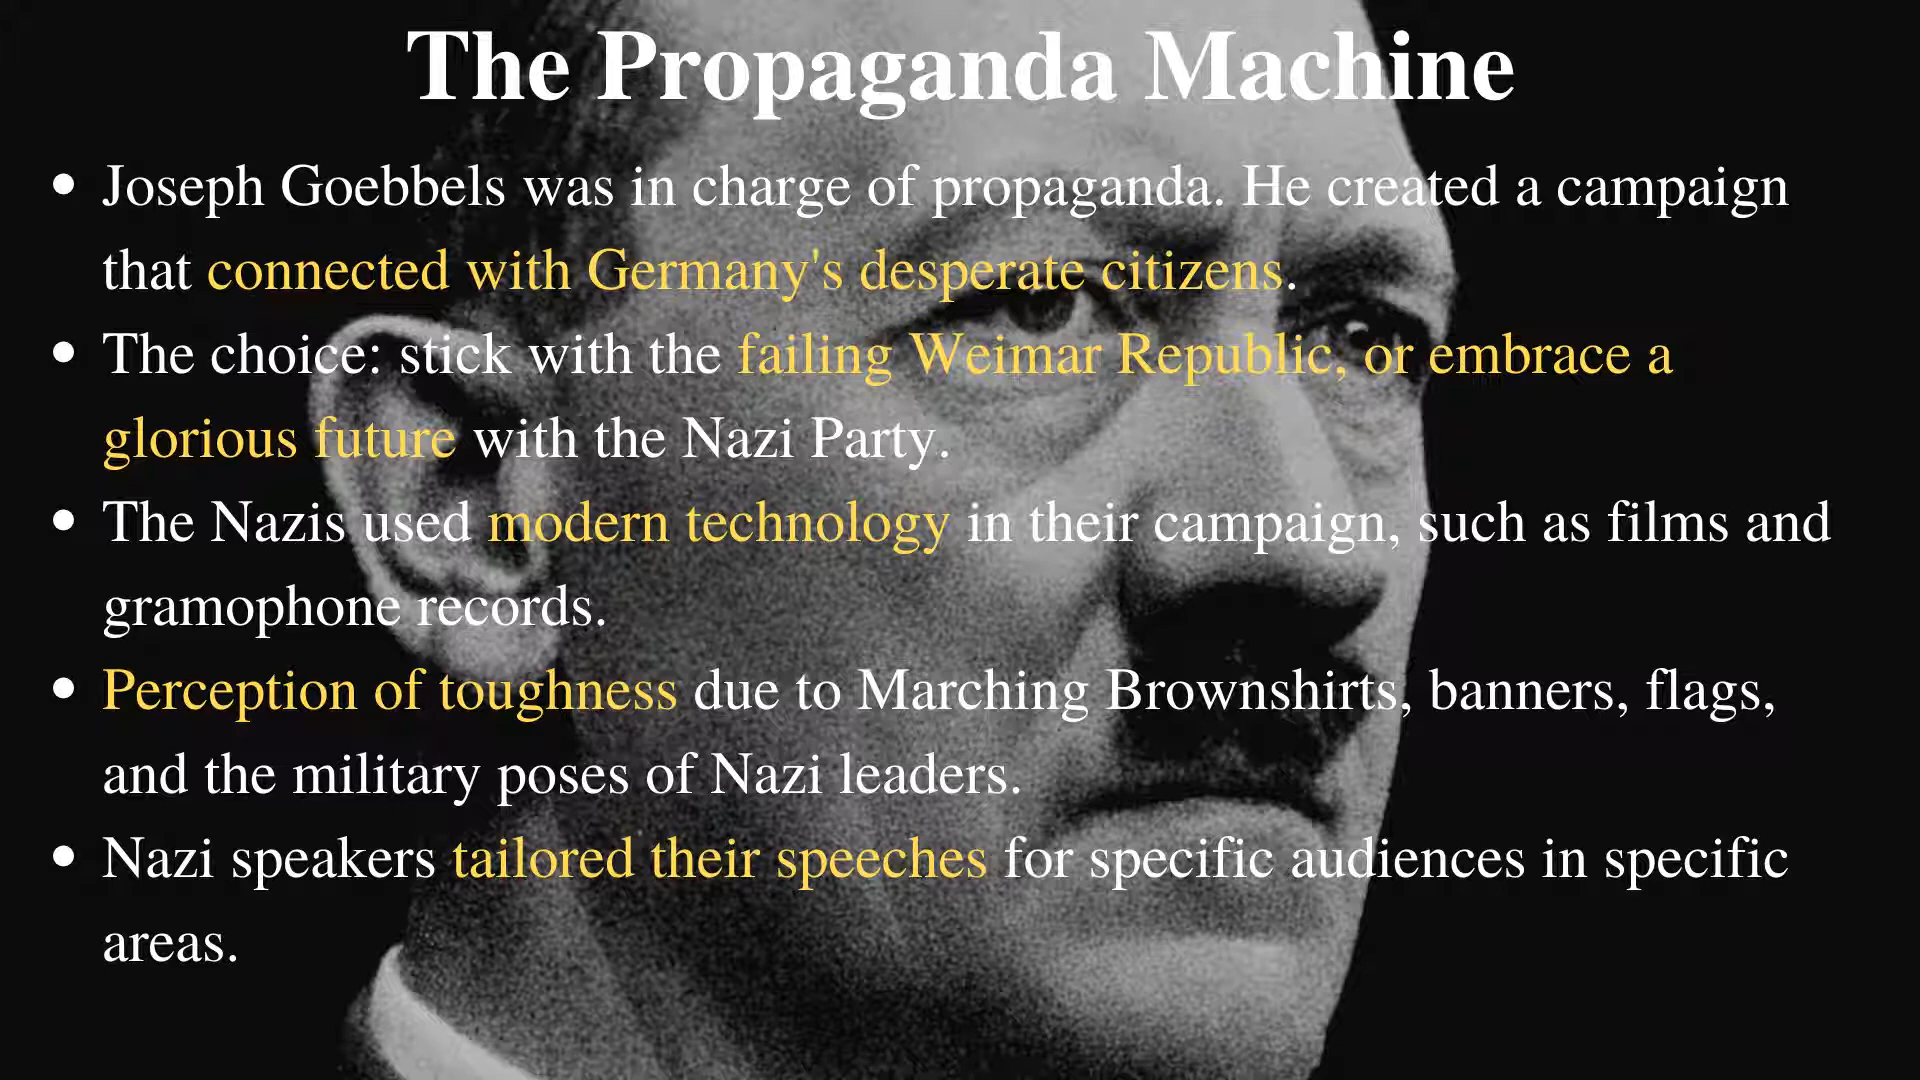 The Propaganda Machine
• Joseph Goebbels was in charge of propaganda. He created a campaign
that connected with Germany's desperate citizens.
• The choice: stick with the failing Weimar Republic, or embrace a
glorious future with the Nazi Party.
• The Nazis used modern technology in their campaign, such as films and
gramophone records.
• Perception of toughness due to Marching Brownshirts, banners, flags,
and the military poses of Nazi leaders.
• Nazi speakers tailored their speeches for specific audiences in specific
areas.